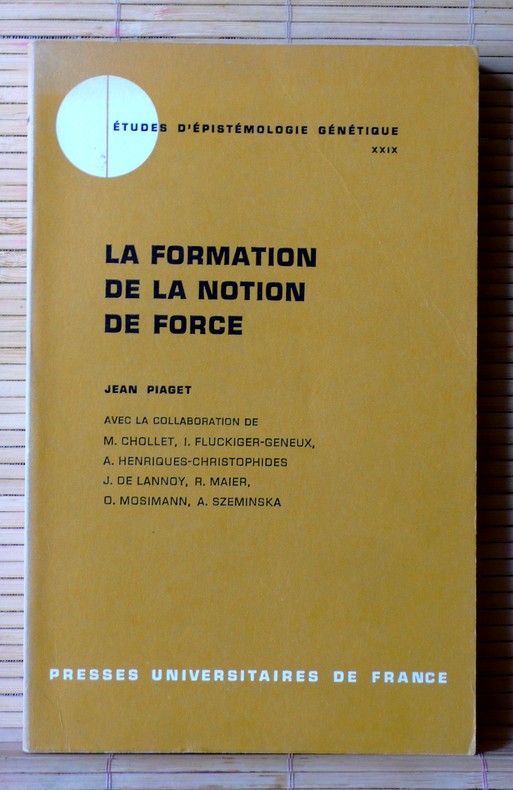 ÉTUDES D'ÉPISTÉMOLOGIE GÉNÉTIQUE
XXIX
LA FORMATION
DE LA NOTION
DE FORCE
JEAN PIAGET
AVEC LA COLLABORATION DE
M. CHOLLET, I. FLUCKIGER-GENEUX,
A. HENRIQUES-CHRISTOPHIDES
J. DE LANNOY, R. MAIER,
O. MOSIMANN, A. SZEMINSKA
PRESSES UNIVERSITAIRES DE FRANCE